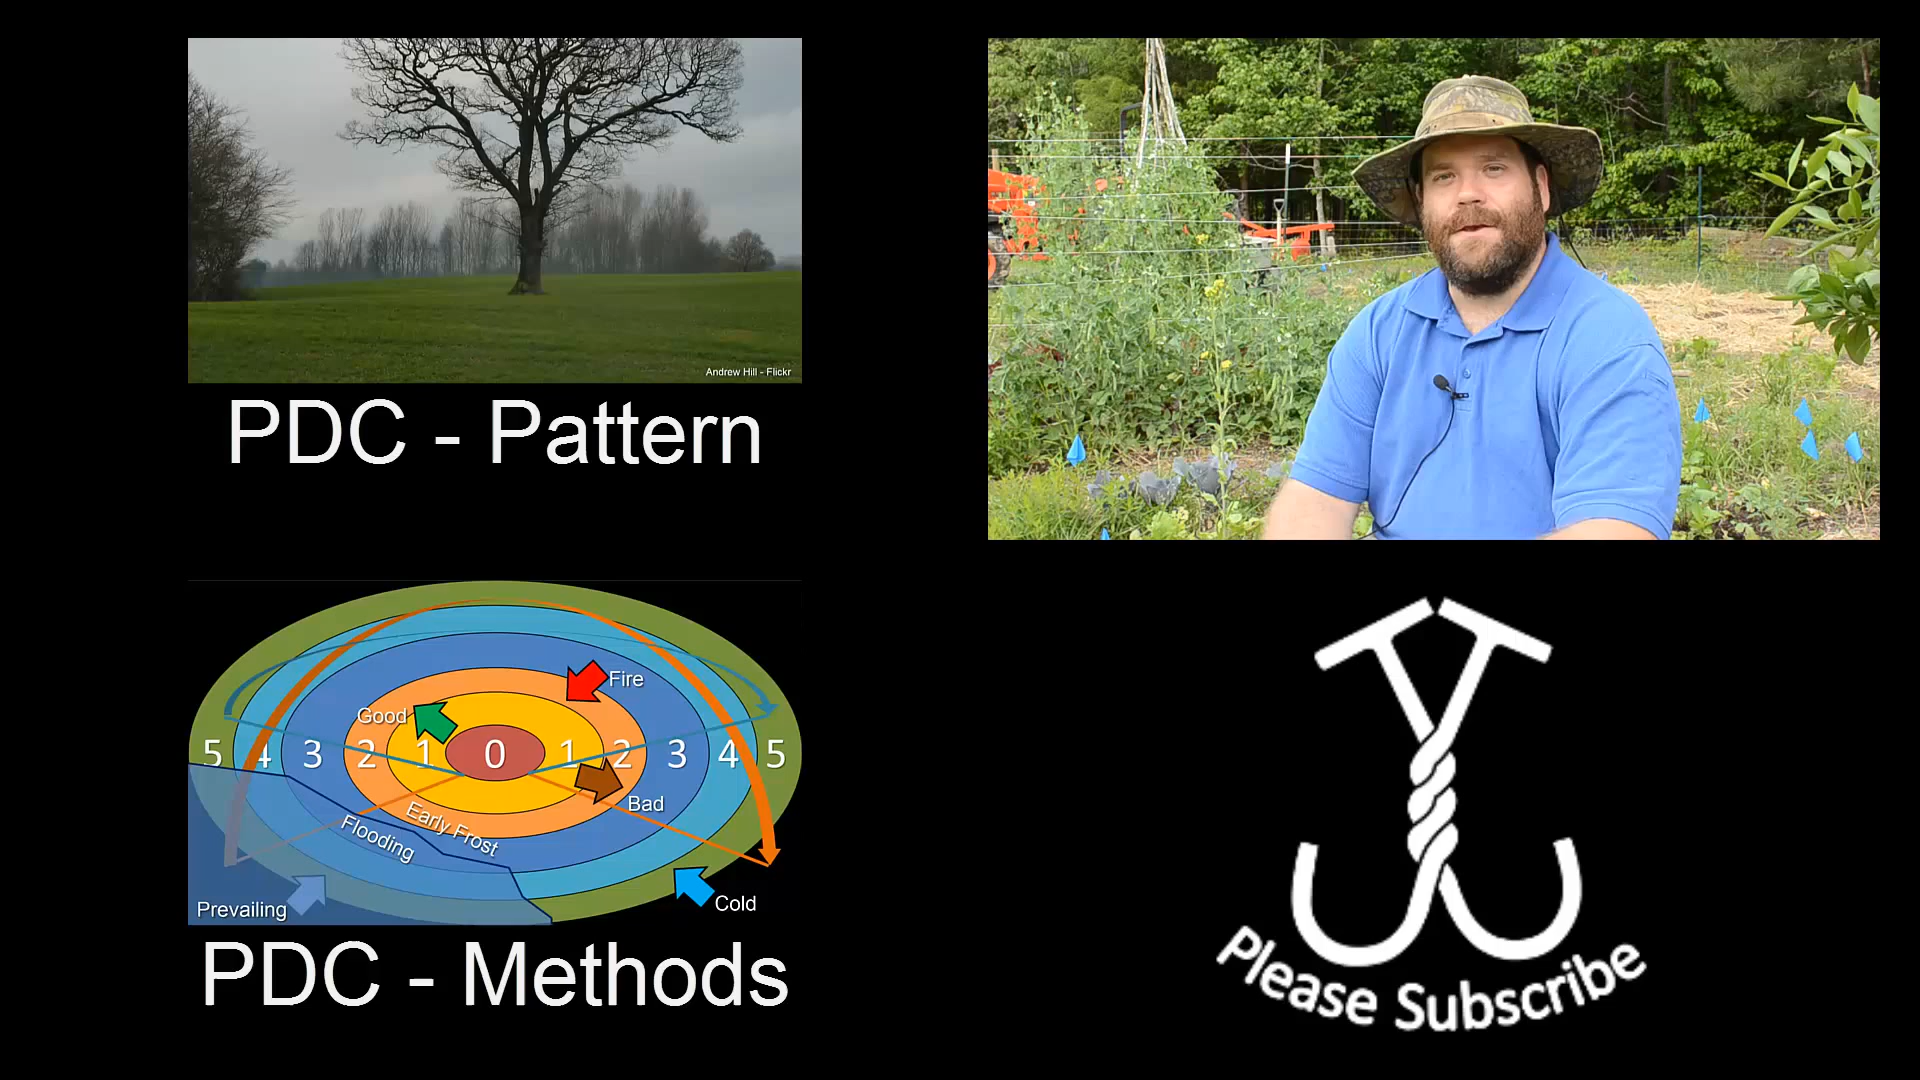 Andrew Hill - Flickr
PDC - Pattern
Fire
Good
5 4 3 2 1 0 1 2 3 4 5
Bad
Early Frost
Flooding
Prevailing
Cold
PDC - Methods
Please Subscribe